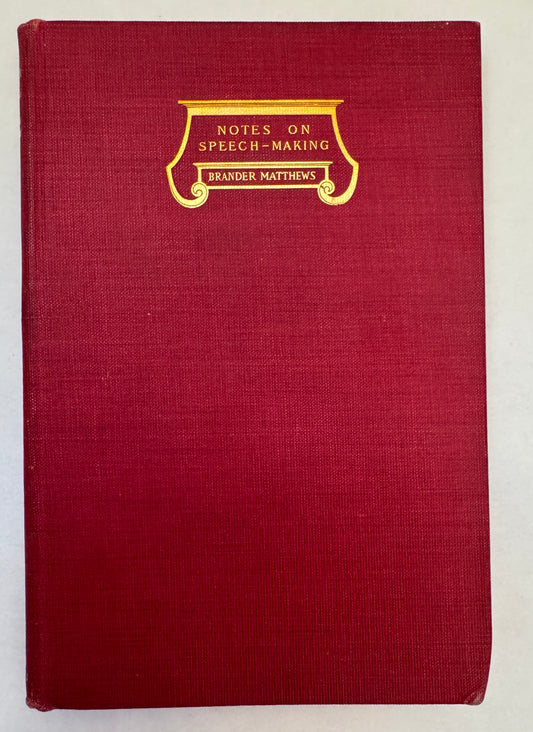 NOTES ON
SPEECH-MAKING
BRANDER MATTHEWS